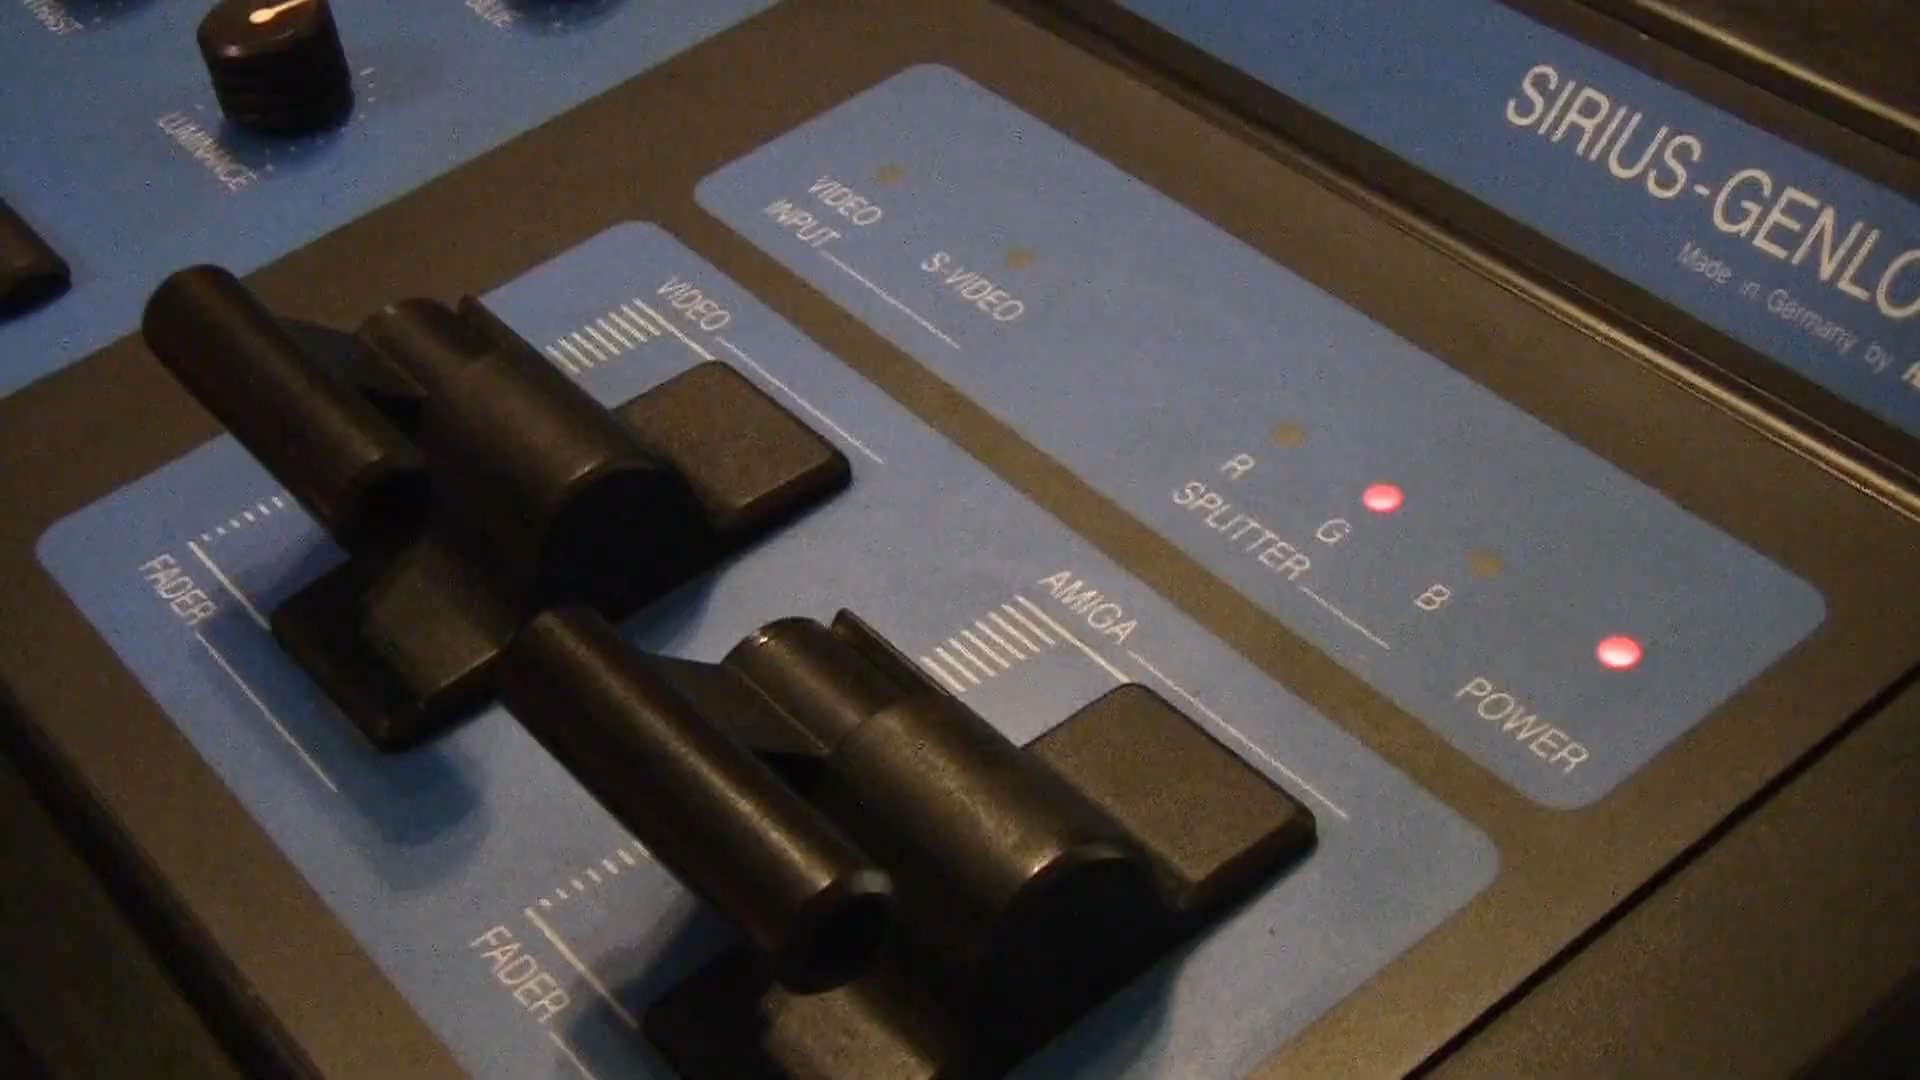 LUMINANCE
SIRIUS-GENLO
Made in Germany by
VIDEO
INPUT
S-VIDEO
VIDEO
R
G
B
SPLITTER
POWER
FADER
AMIGA
FADER